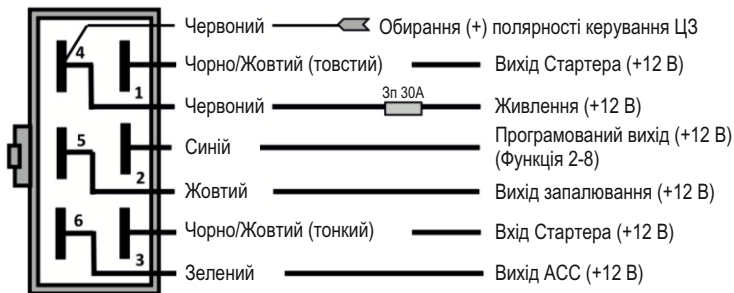 Червоний Обирання (+) полярності керування ЦЗ
4 Чорно/Жовтий (товстий) Вихід Стартера (+12 В)
1 Червоний Зп 30А Живлення (+12 В)
5 Синій Програмований вихід (+12 В)
(Функція 2-8)
2 Жовтий Вихід запалювання (+12 В)
6 Чорно/Жовтий (тонкий) Вхід Стартера (+12 В)
3 Зелений Вихід АСС (+12 В)